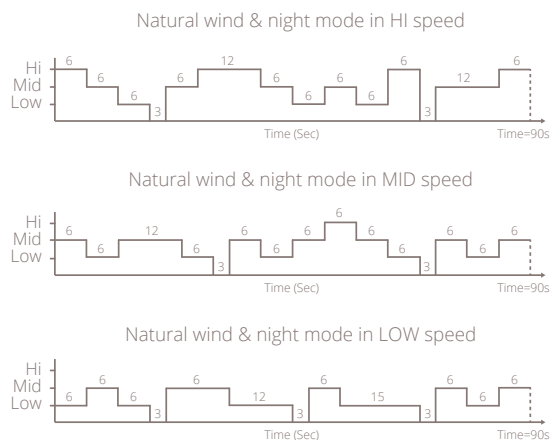 Natural wind & night mode in HI speed
Hi
Mid
Low
6 6 6 3 6 12 6 6 6 6 6 3 12 6
Time (Sec) Time=90s
Natural wind & night mode in MID speed
Hi
Mid
Low
6 6 12 6 3 6 6 6 6 6 6 3 6 6 6
Time (Sec) Time=90s
Natural wind & night mode in LOW speed
Hi
Mid
Low
6 6 6 3 6 12 3 6 15 3 6 6 6
Time (Sec) Time=90s